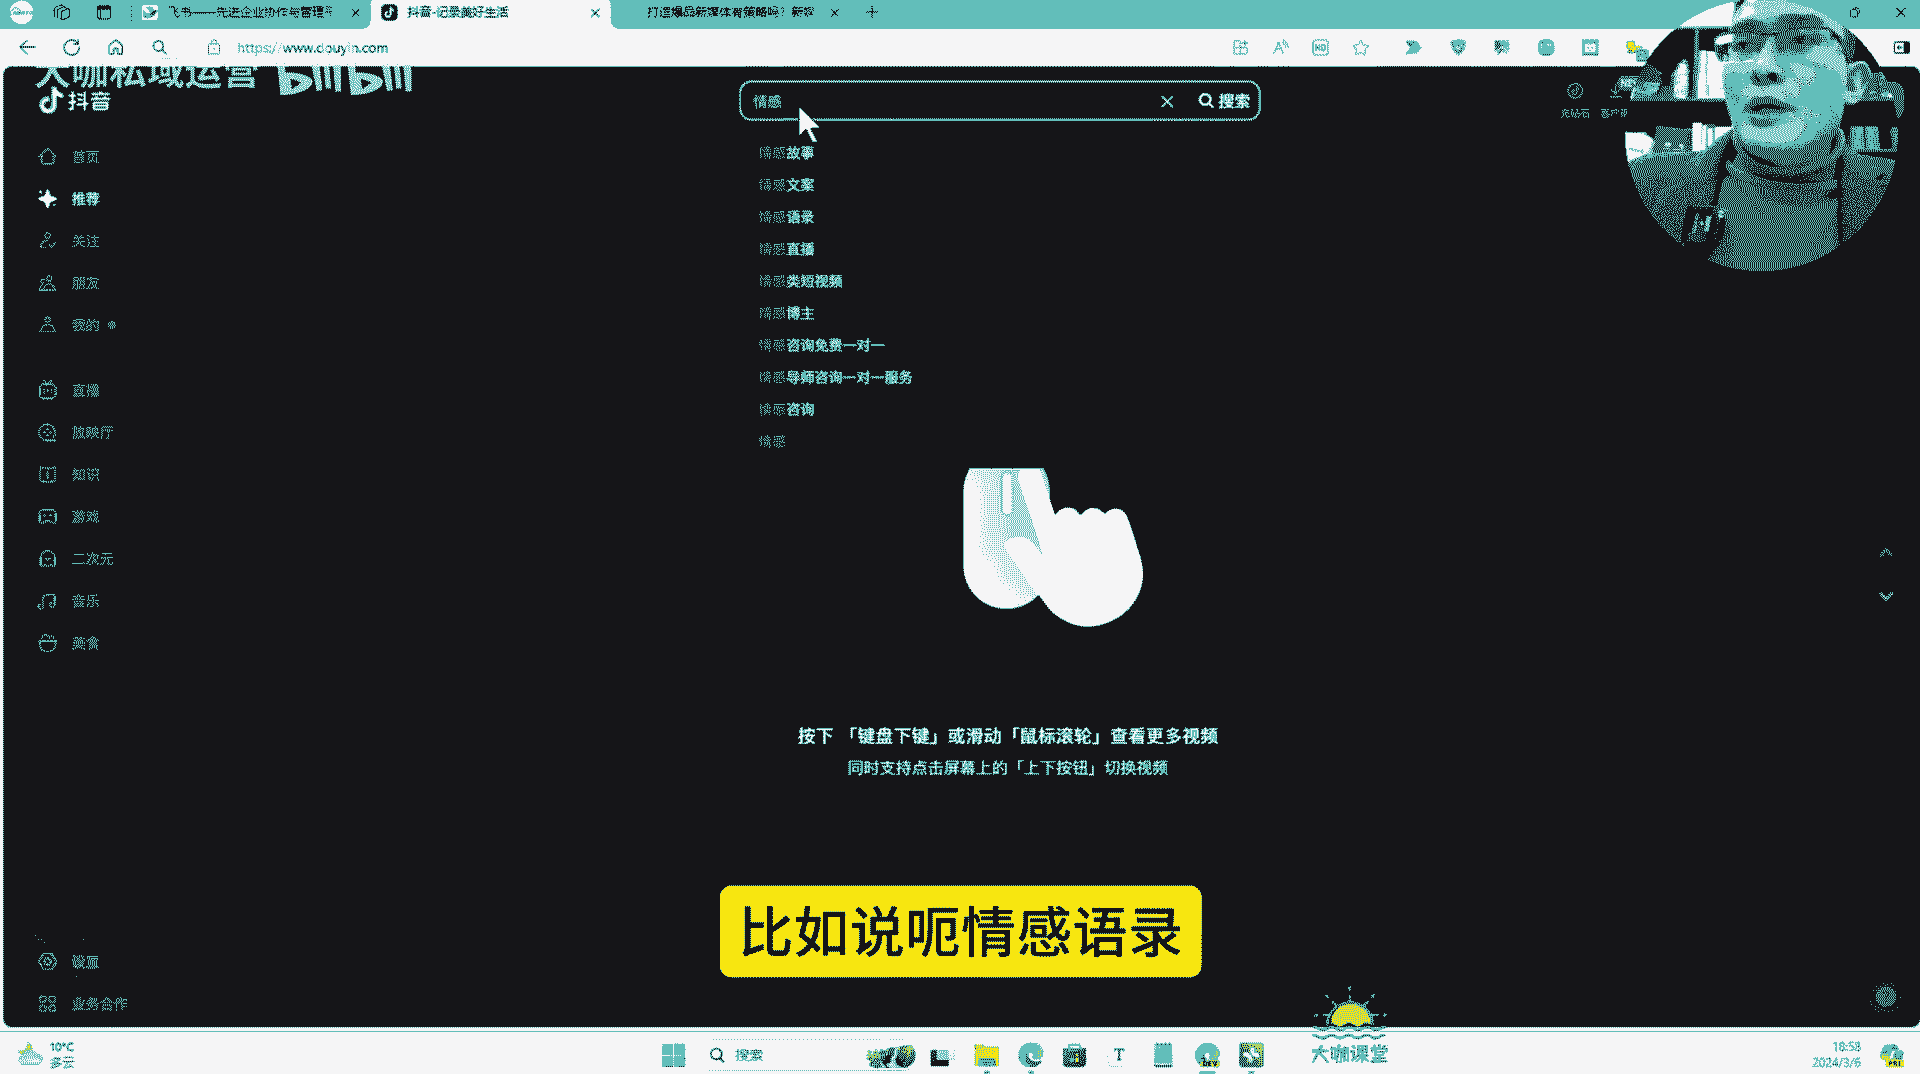 飞书——先进企业协作与管理平
抖音-记录美好生活
打造爆品新媒体有策略吗？新媒
https://www.douyin.com
大咖私域运营 bilibili
抖音
情感
搜索
充钻石
客户端
情感故事
情感文案
情感语录
情感直播
情感类短视频
情感博主
情感咨询免费一对一
情感导师咨询一对一服务
情感咨询
情感
首页
推荐
关注
朋友
我的
直播
放映厅
知识
游戏
二次元
音乐
美食
设置
业务合作
按下 「键盘下键」或滑动「鼠标滚轮」查看更多视频
同时支持点击屏幕上的「上下按钮」切换视频
比如说呃情感语录
大咖课堂
10°C
多云
搜索
18:58
2024/3/6